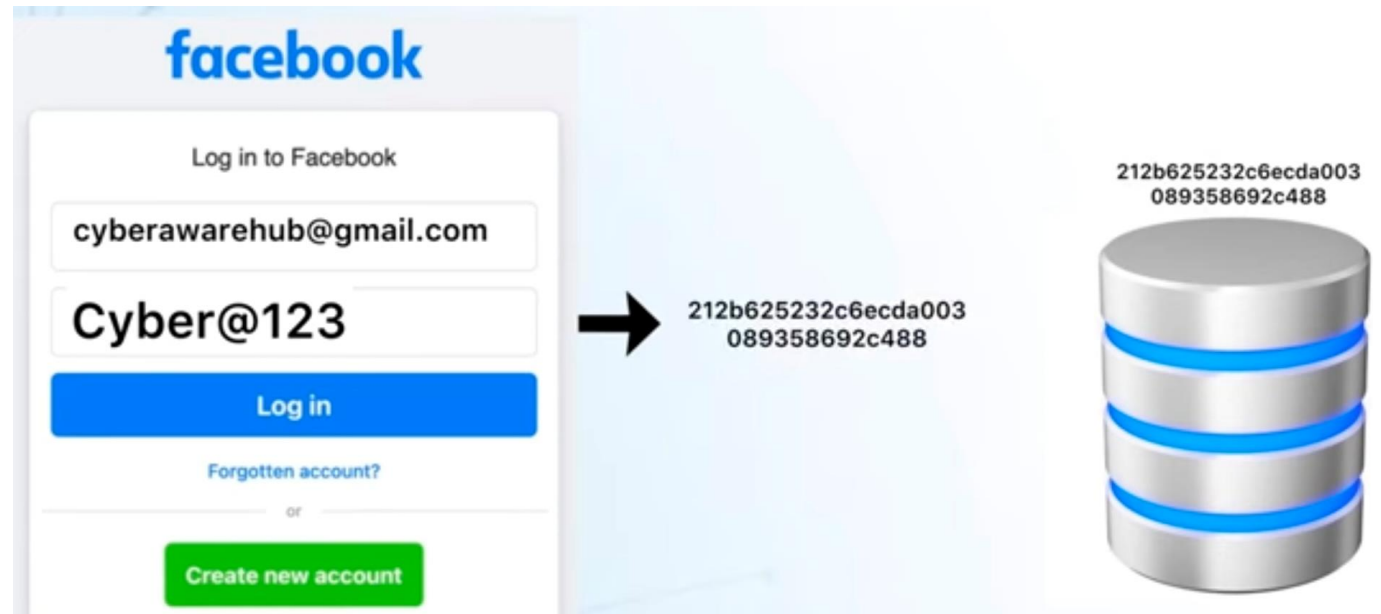 facebook
Log in to Facebook
cyberawarehub@gmail.com
Cyber@123
Log in
Forgotten account?
or
Create new account
212b625232c6ecda003
089358692c488
212b625232c6ecda003
089358692c488